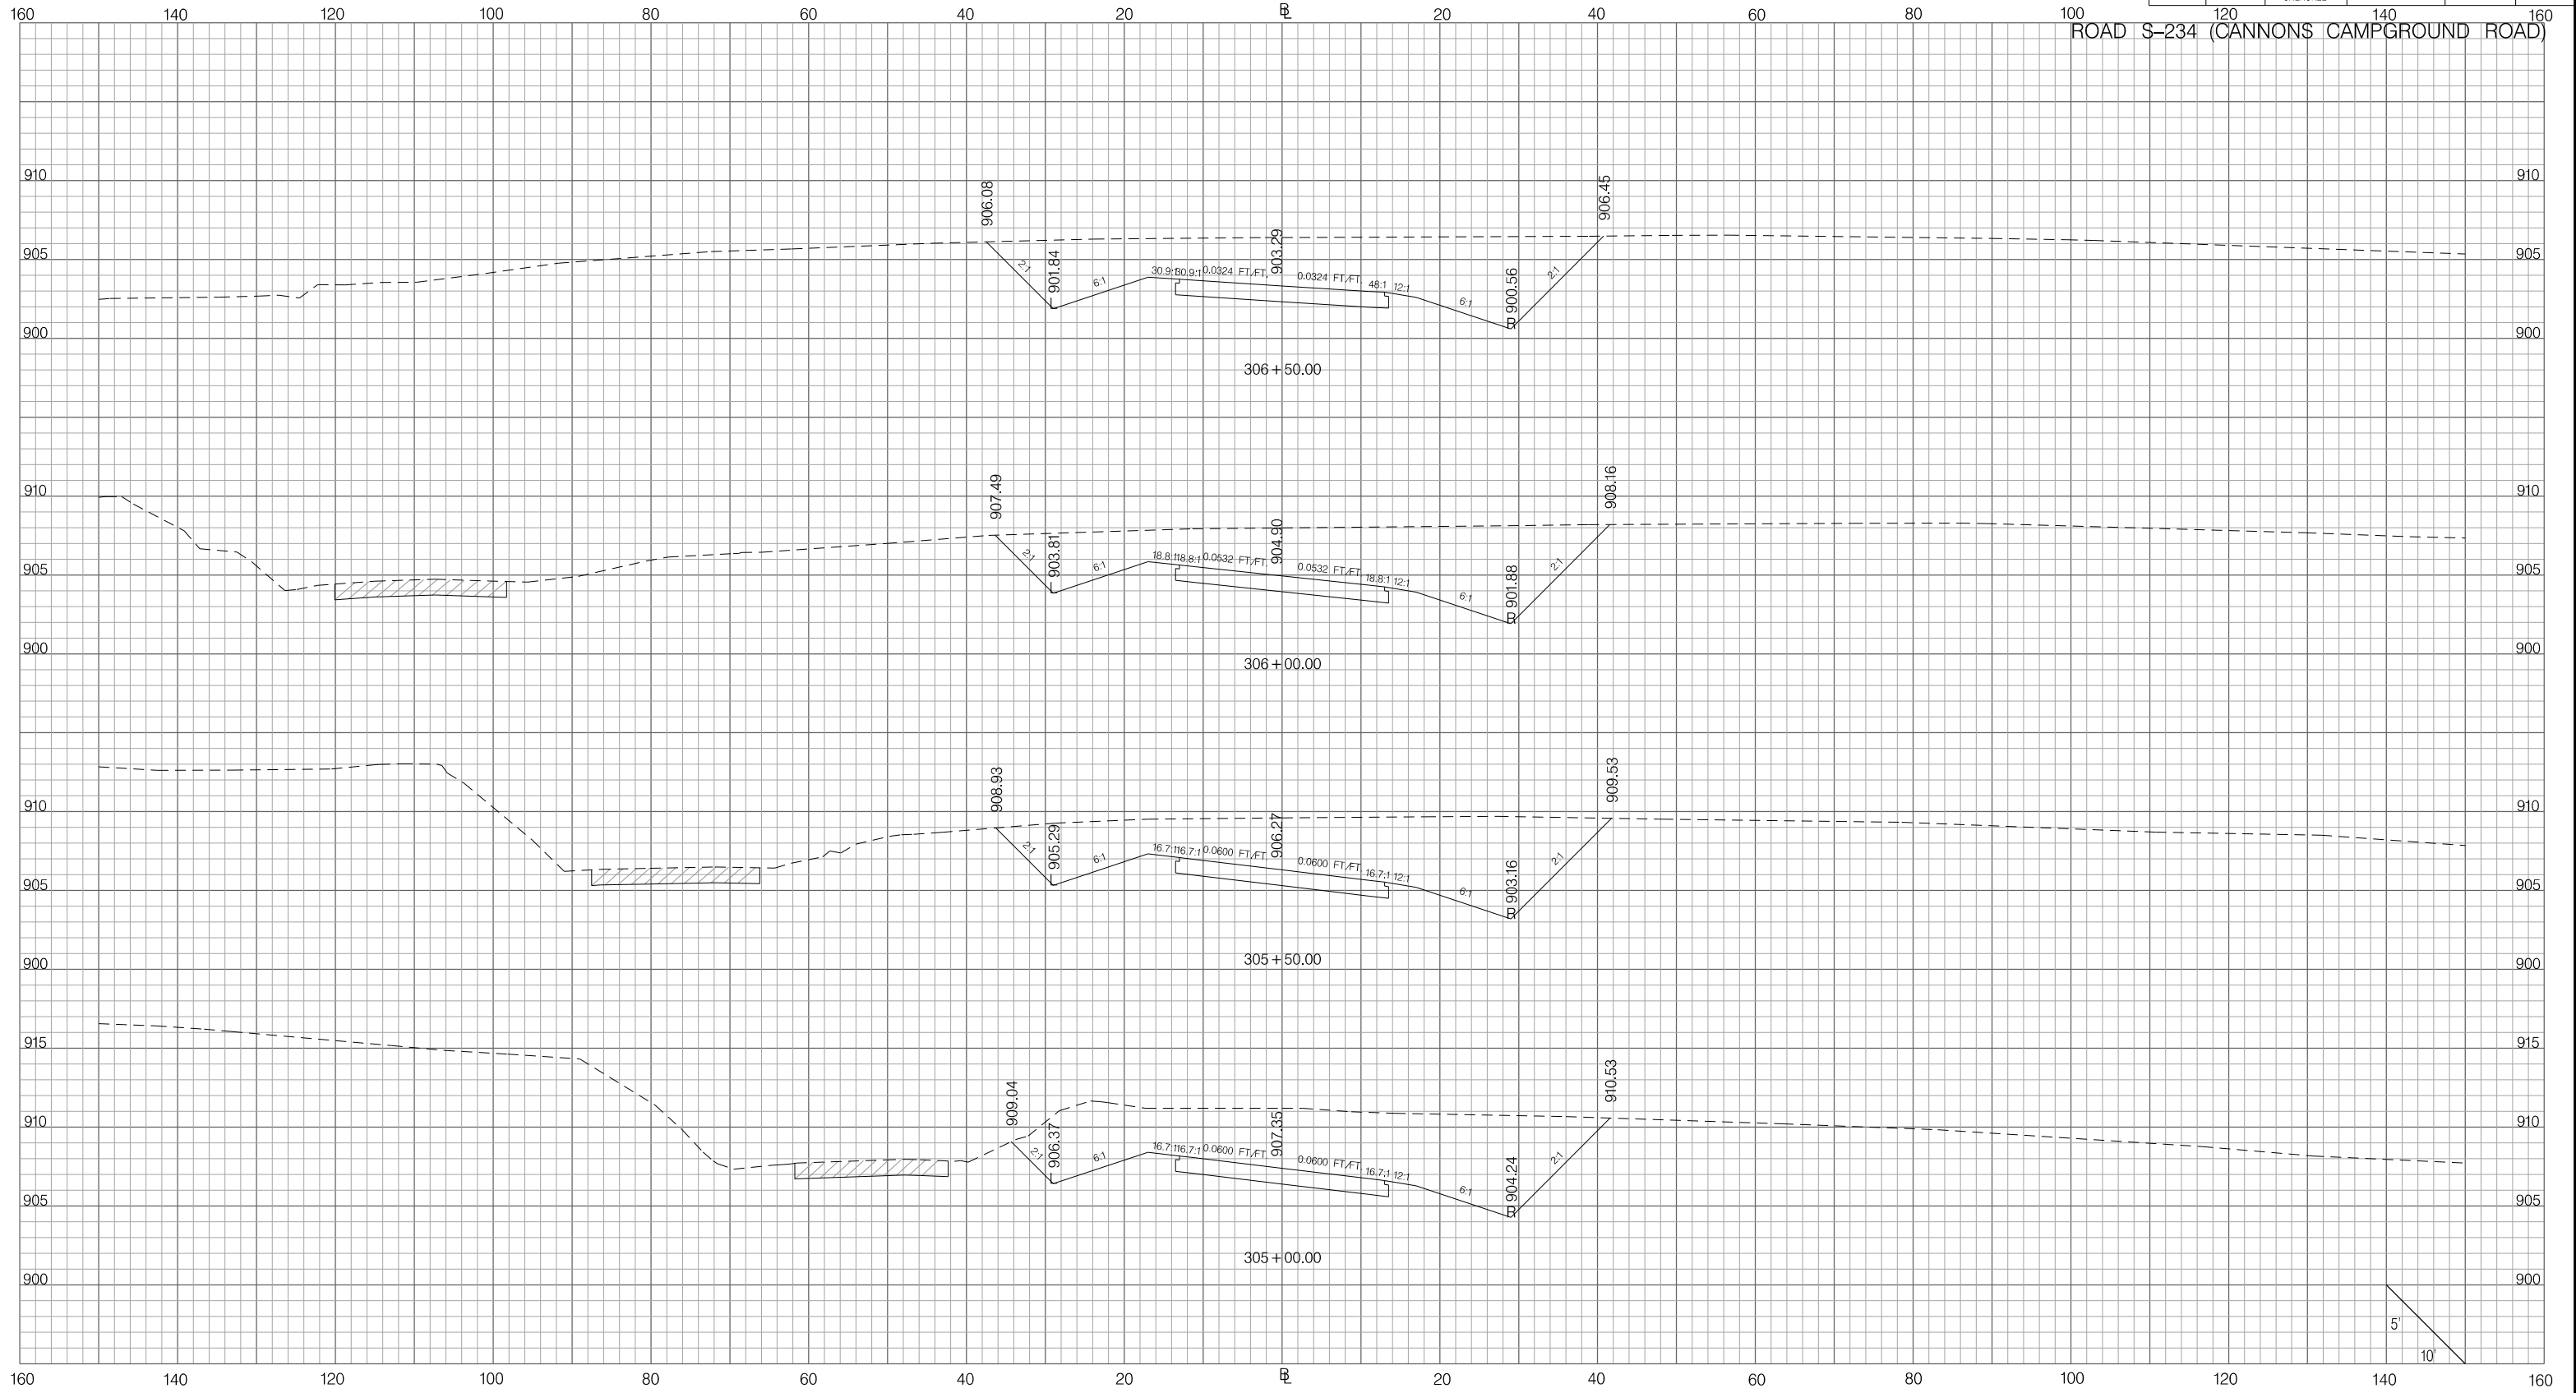 160 140 120 100 80 60 40 20 BL 20 40 60 80 100 120 140 160
ROAD S-234 (CANNONS CAMPGROUND ROAD)
910 910
906.08 906.45
905 905
901.84 903.29 900.56
2:1 6:1 30.9:1 30.9:1 0.0324 FT/FT. 0.0324 FT/FT. 48:1 12:1 6:1 2:1
L R
900 900
306+50.00
907.49 908.16
910 910
903.81 904.90 901.88
905 905
2:1 6:1 18.8:1 18.8:1 0.0532 FT/FT. 0.0532 FT/FT. 18.8:1 12:1 6:1 2:1
L R
900 900
306+00.00
908.93 909.53
910 910
905.29 906.27 903.16
2:1 6:1 16.7:1 16.7:1 0.0600 FT/FT. 0.0600 FT/FT. 16.7:1 12:1 6:1 2:1
905 905
L R
900 900
305+50.00
915 915
909.04 910.53
910 910
906.37 907.35 904.24
2:1 6:1 16.7:1 16.7:1 0.0600 FT/FT. 0.0600 FT/FT. 16.7:1 12:1 6:1 2:1
905 905
L R
305+00.00
900 900
5'
10'
160 140 120 100 80 60 40 20 BL 20 40 60 80 100 120 140 160